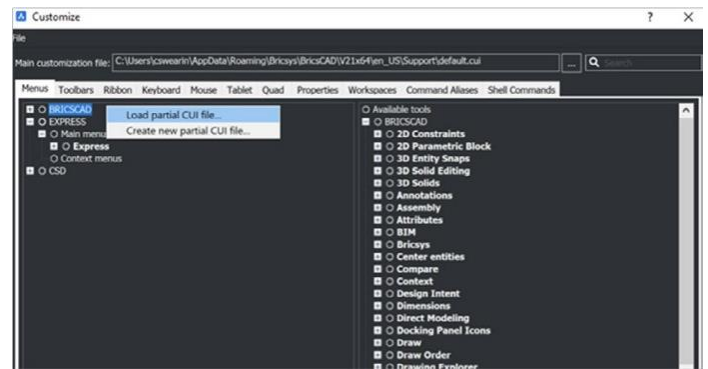 Customize
File
Main customization file: C:\Users\cswearin\AppData\Roaming\Bricsys\BricsCAD\V21x64\en_US\Support\default.cui ... Search
Menus Toolbars Ribbon Keyboard Mouse Tablet Quad Properties Workspaces Command Aliases Shell Commands
BRICSCAD
EXPRESS
Main menu
Express
Context menus
CSD
Load partial CUI file...
Create new partial CUI file...
Available tools
BRICSCAD
2D Constraints
2D Parametric Block
3D Entity Snaps
3D Solid Editing
3D Solids
Annotations
Assembly
Attributes
BIM
Bricsys
Center entities
Compare
Context
Design Intent
Dimensions
Direct Modeling
Docking Panel Icons
Draw
Draw Order
Drawing Explorer